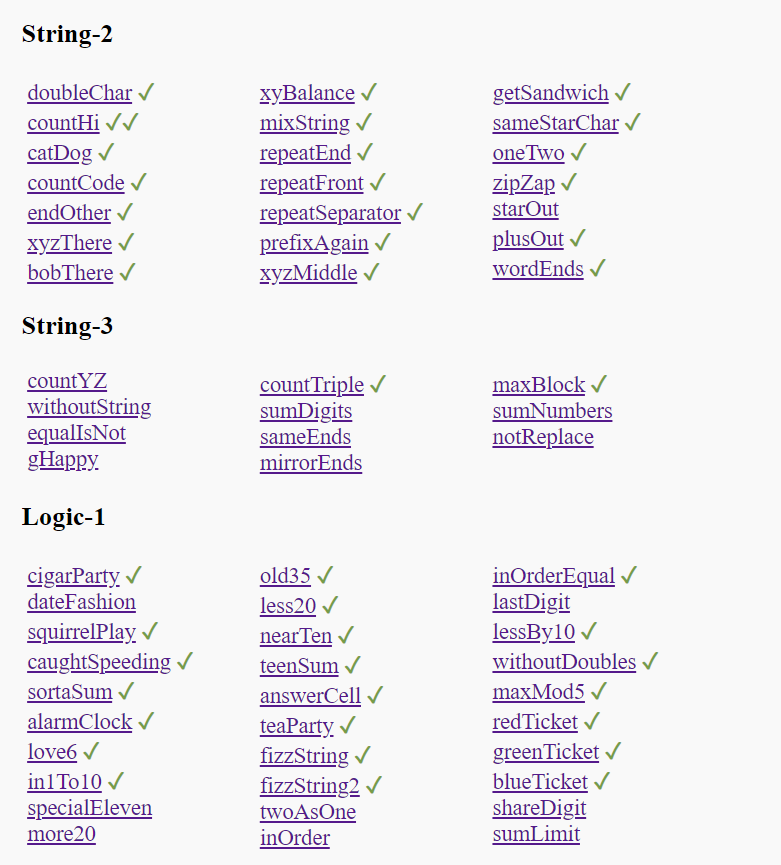 String-2
doubleChar ✓
countHi ✓✓
catDog ✓
countCode ✓
endOther ✓
xyzThere ✓
bobThere ✓
xyBalance ✓
mixString ✓
repeatEnd ✓
repeatFront ✓
repeatSeparator ✓
prefixAgain ✓
xyzMiddle ✓
getSandwich ✓
sameStarChar ✓
oneTwo ✓
zipZap ✓
starOut
plusOut ✓
wordEnds ✓
String-3
countYZ
withoutString
equalIsNot
gHappy
countTriple ✓
sumDigits
sameEnds
mirrorEnds
maxBlock ✓
sumNumbers
notReplace
Logic-1
cigarParty ✓
dateFashion
squirrelPlay ✓
caughtSpeeding ✓
sortaSum ✓
alarmClock ✓
love6 ✓
in1To10 ✓
specialEleven
more20
old35 ✓
less20 ✓
nearTen ✓
teenSum ✓
answerCell ✓
teaParty ✓
fizzString ✓
fizzString2 ✓
twoAsOne
inOrder
inOrderEqual ✓
lastDigit
lessBy10 ✓
withoutDoubles ✓
maxMod5 ✓
redTicket ✓
greenTicket ✓
blueTicket ✓
shareDigit
sumLimit